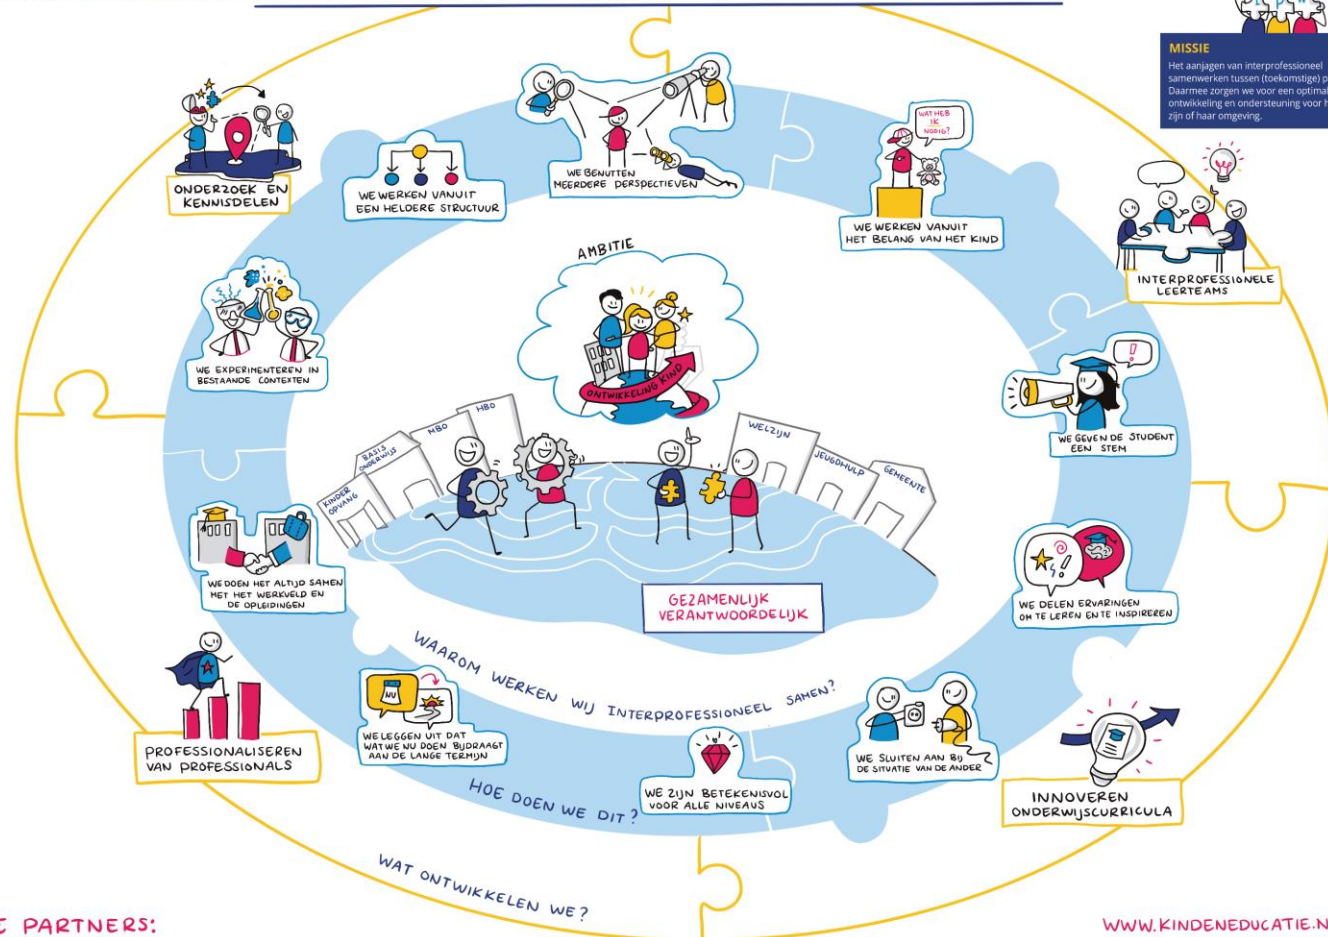 MISSIE
Het aanjagen van interprofessioneel
samenwerken tussen (toekomstige)
Daarmee zorgen we voor een
ontwikkeling en ondersteuning voor
zijn of haar omgeving.
ONDERZOEK EN
KENNISDELEN
WE WERKEN VANUIT
EEN HELDERE STRUCTUUR
WE BENUTTEN
MEERDERE PERSPECTIEVEN
WAT HEB
IK
NODIG?
WE WERKEN VANUIT
HET BELANG VAN HET KIND
INTERPROFESSIONELE
LEERTEAMS
AMBITIE
ONTWIKKELING KIND
WE EXPERIMENTEREN IN
BESTAANDE CONTEXTEN
!
WE GEVEN DE STUDENT
EEN STEM
KINDER
OPVANG
BASIS
ONDERWIJS
MBO
HBO
WELZIJN
JEUGDHULP
GEMEENTE
WE DOEN HET ALTIJD SAMEN
MET HET WERKVELD EN
DE OPLEIDINGEN
GEZAMENLIJK
VERANTWOORDELIJK
WE DELEN ERVARINGEN
OM TE LEREN EN TE INSPIREREN
WAAROM WERKEN WIJ INTERPROFESSIONEEL SAMEN?
PROFESSIONALISEREN
VAN PROFESSIONALS
NU
WE LEGGEN UIT DAT
WAT WE NU DOEN BIJDRAAGT
AAN DE LANGE TERMIJN
HOE DOEN WE DIT?
WE ZIJN BETEKENISVOL
VOOR ALLE NIVEAUS
WE SLUITEN AAN BIJ
DE SITUATIE VAN DE ANDER
INNOVEREN
ONDERWIJSCURRICULA
WAT ONTWIKKELEN WE?
PARTNERS:
WWW.KINDENEDUCATIE.N